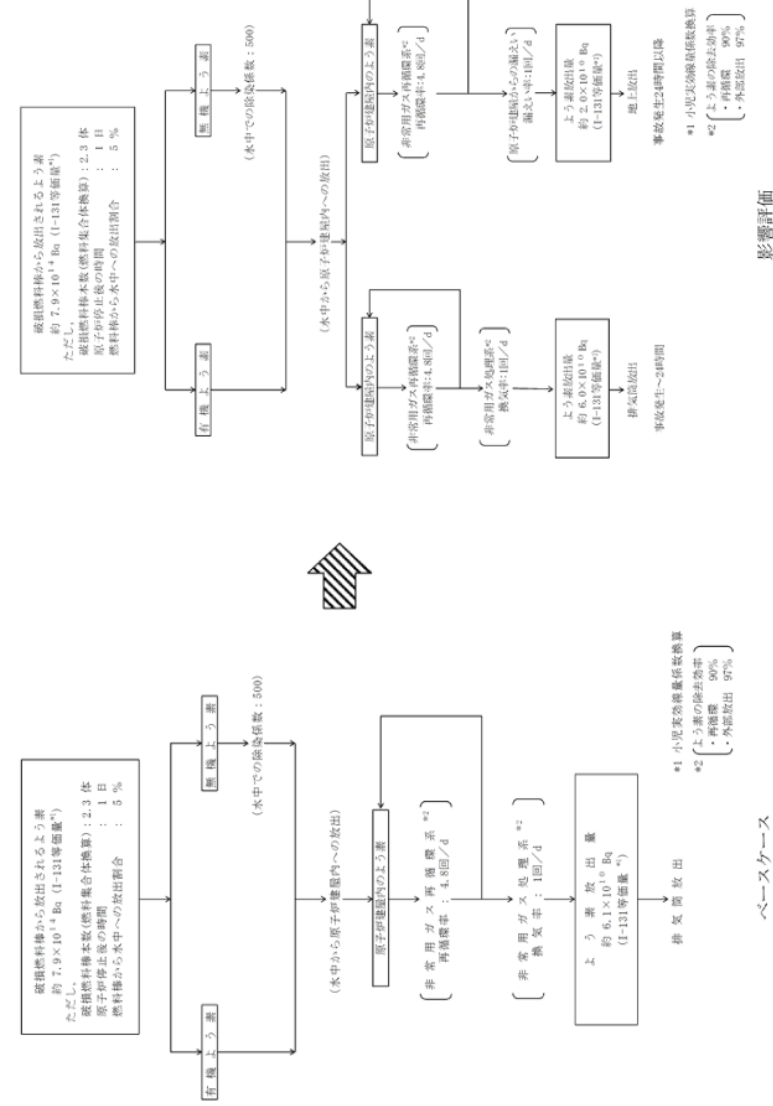 破損燃料棒から放出されるよう素
約 7.9×10¹⁴ Bq (I-131等価量*¹)
ただし,
破損燃料棒本数(燃料集合体換算) : 2.3 体
原子炉停止後の時間 : 1 日
燃料棒から水中への放出割合 : 5 %
有機よう素
無機よう素
(水中での除染係数 : 500)
(水中から原子炉建屋内への放出)
原子炉建屋内のよう素
非常用ガス再循環系*²
再循環率 : 4.8回/d
非常用ガス処理系*²
換気率 : 1回/d
よう素放出量
約 6.1×10¹⁰ Bq
(I-131等価量*¹)
排気筒放出
*1 小児実効線量係数換算
*2 よう素の除去効率
・再循環 90%
・外部放出 97%
ベースケース
破損燃料棒から放出されるよう素
約 7.9×10¹⁴ Bq (I-131等価量*¹)
ただし,
破損燃料棒本数(燃料集合体換算) : 2.3 体
原子炉停止後の時間 : 1 日
燃料棒から水中への放出割合 : 5 %
有機よう素
無機よう素
(水中での除染係数 : 500)
(水中から原子炉建屋内への放出)
原子炉建屋内のよう素
非常用ガス再循環系*²
再循環率:4.8回/d
非常用ガス処理系*²
換気率:1回/d
よう素放出量
約 6.0×10¹⁰ Bq
(I-131等価量*¹)
排気筒放出
事故発生～24時間
原子炉建屋内のよう素
非常用ガス再循環系*²
再循環率:4.8回/d
原子炉建屋からの漏えい
漏えい率:1回/d
よう素放出量
約 2.0×10¹⁰ Bq
(I-131等価量*¹)
地上放出
事故発生24時間以降
*1 小児実効線量係数換算
*2 よう素の除去効率
・再循環 90%
・外部放出 97%
影響評価